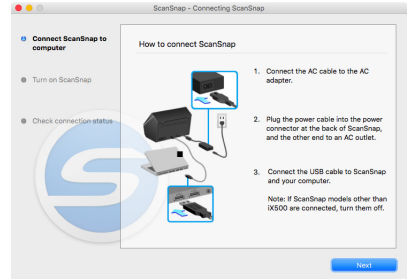 ScanSnap - Connecting ScanSnap
Connect ScanSnap to
computer
Turn on ScanSnap
Check connection status
How to connect ScanSnap
1. Connect the AC cable to the AC
adapter.
2. Plug the power cable into the power
connector at the back of ScanSnap,
and the other end to an AC outlet.
3. Connect the USB cable to ScanSnap
and your computer.
Note: If ScanSnap models other than
iX500 are connected, turn them off.
Next